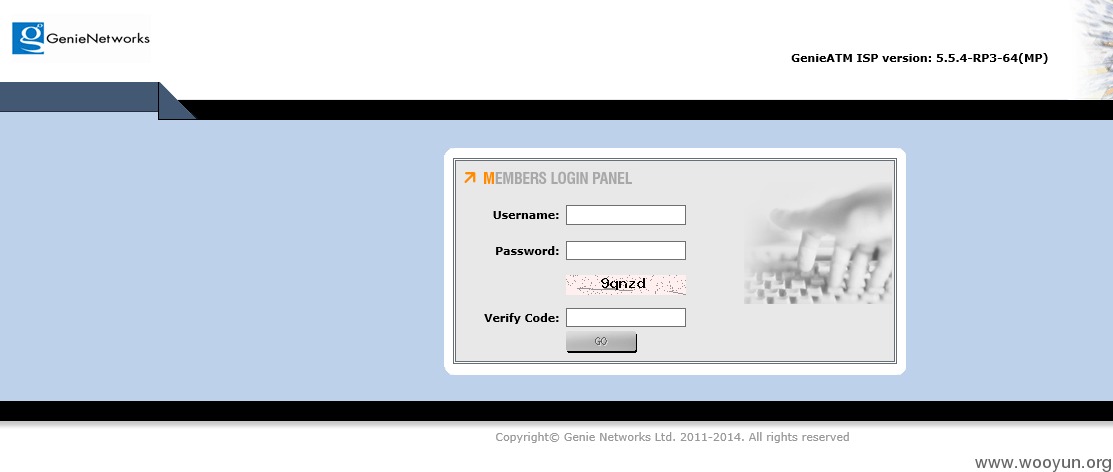 g GenieNetworks
GenieATM ISP version: 5.5.4-RP3-64(MP)
MEMBERS LOGIN PANEL
Username:
Password:
9qnzd
Verify Code:
GO
Copyright© Genie Networks Ltd. 2011-2014. All rights reserved
www.wooyun.org